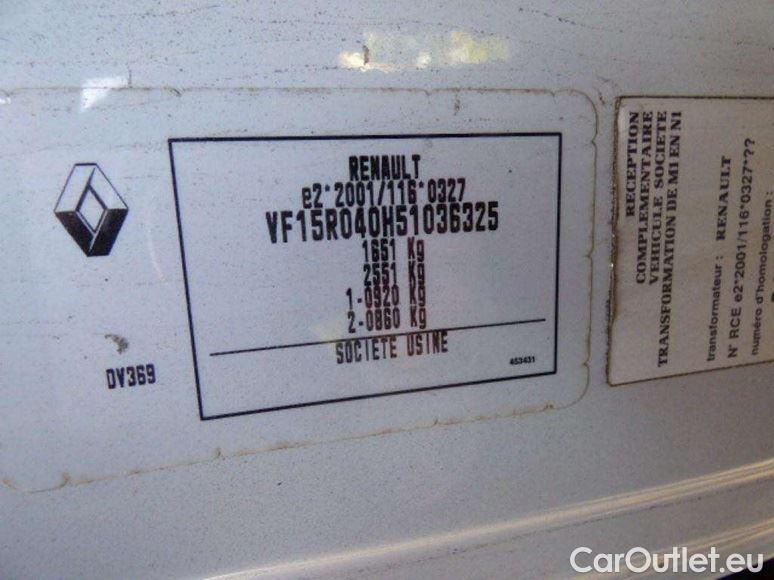 RENAULT
e2*2001/116*0327
VF15R040H51036325
1651 Kg
2551 Kg
1-0920 Kg
2-0860 Kg
SOCIETE USINE
453431
DV369
RECEPTION
COMPLEMENTAIRE
VEHICULE SOCIETE
TRANSFORMATION DE M1 EN N1
transformateur : RENAULT
N° RCE e2*2001/116*0327*??
numéro d'homologation :
CarOutlet.eu